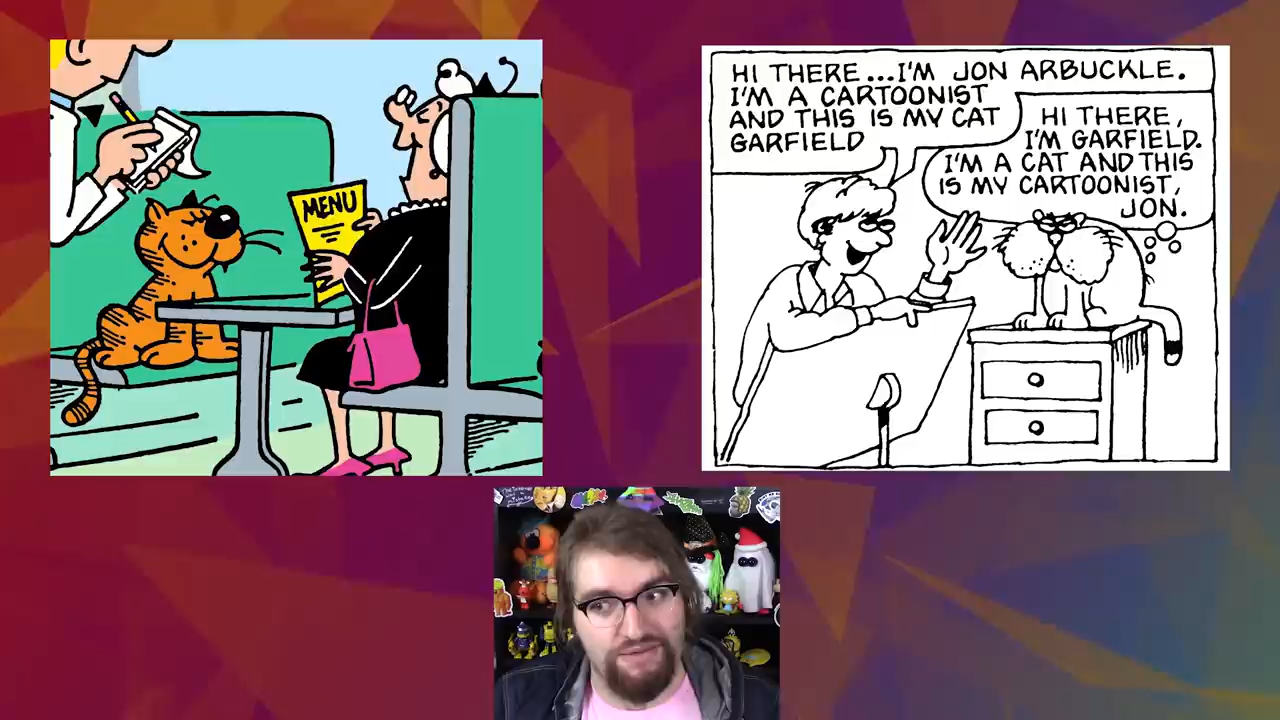 MENU
HI THERE...I'M JON ARBUCKLE.
I'M A CARTOONIST
AND THIS IS MY CAT
GARFIELD
HI THERE,
I'M GARFIELD.
I'M A CAT AND THIS
IS MY CARTOONIST,
JON.